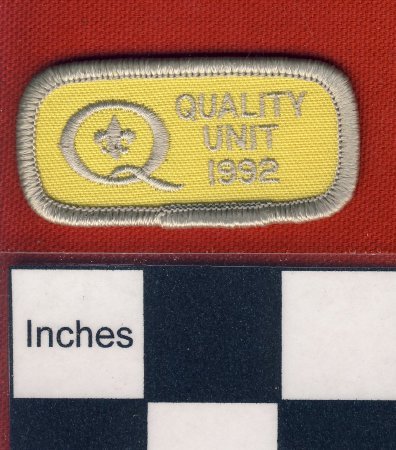 QUALITY
UNIT
1992
Inches